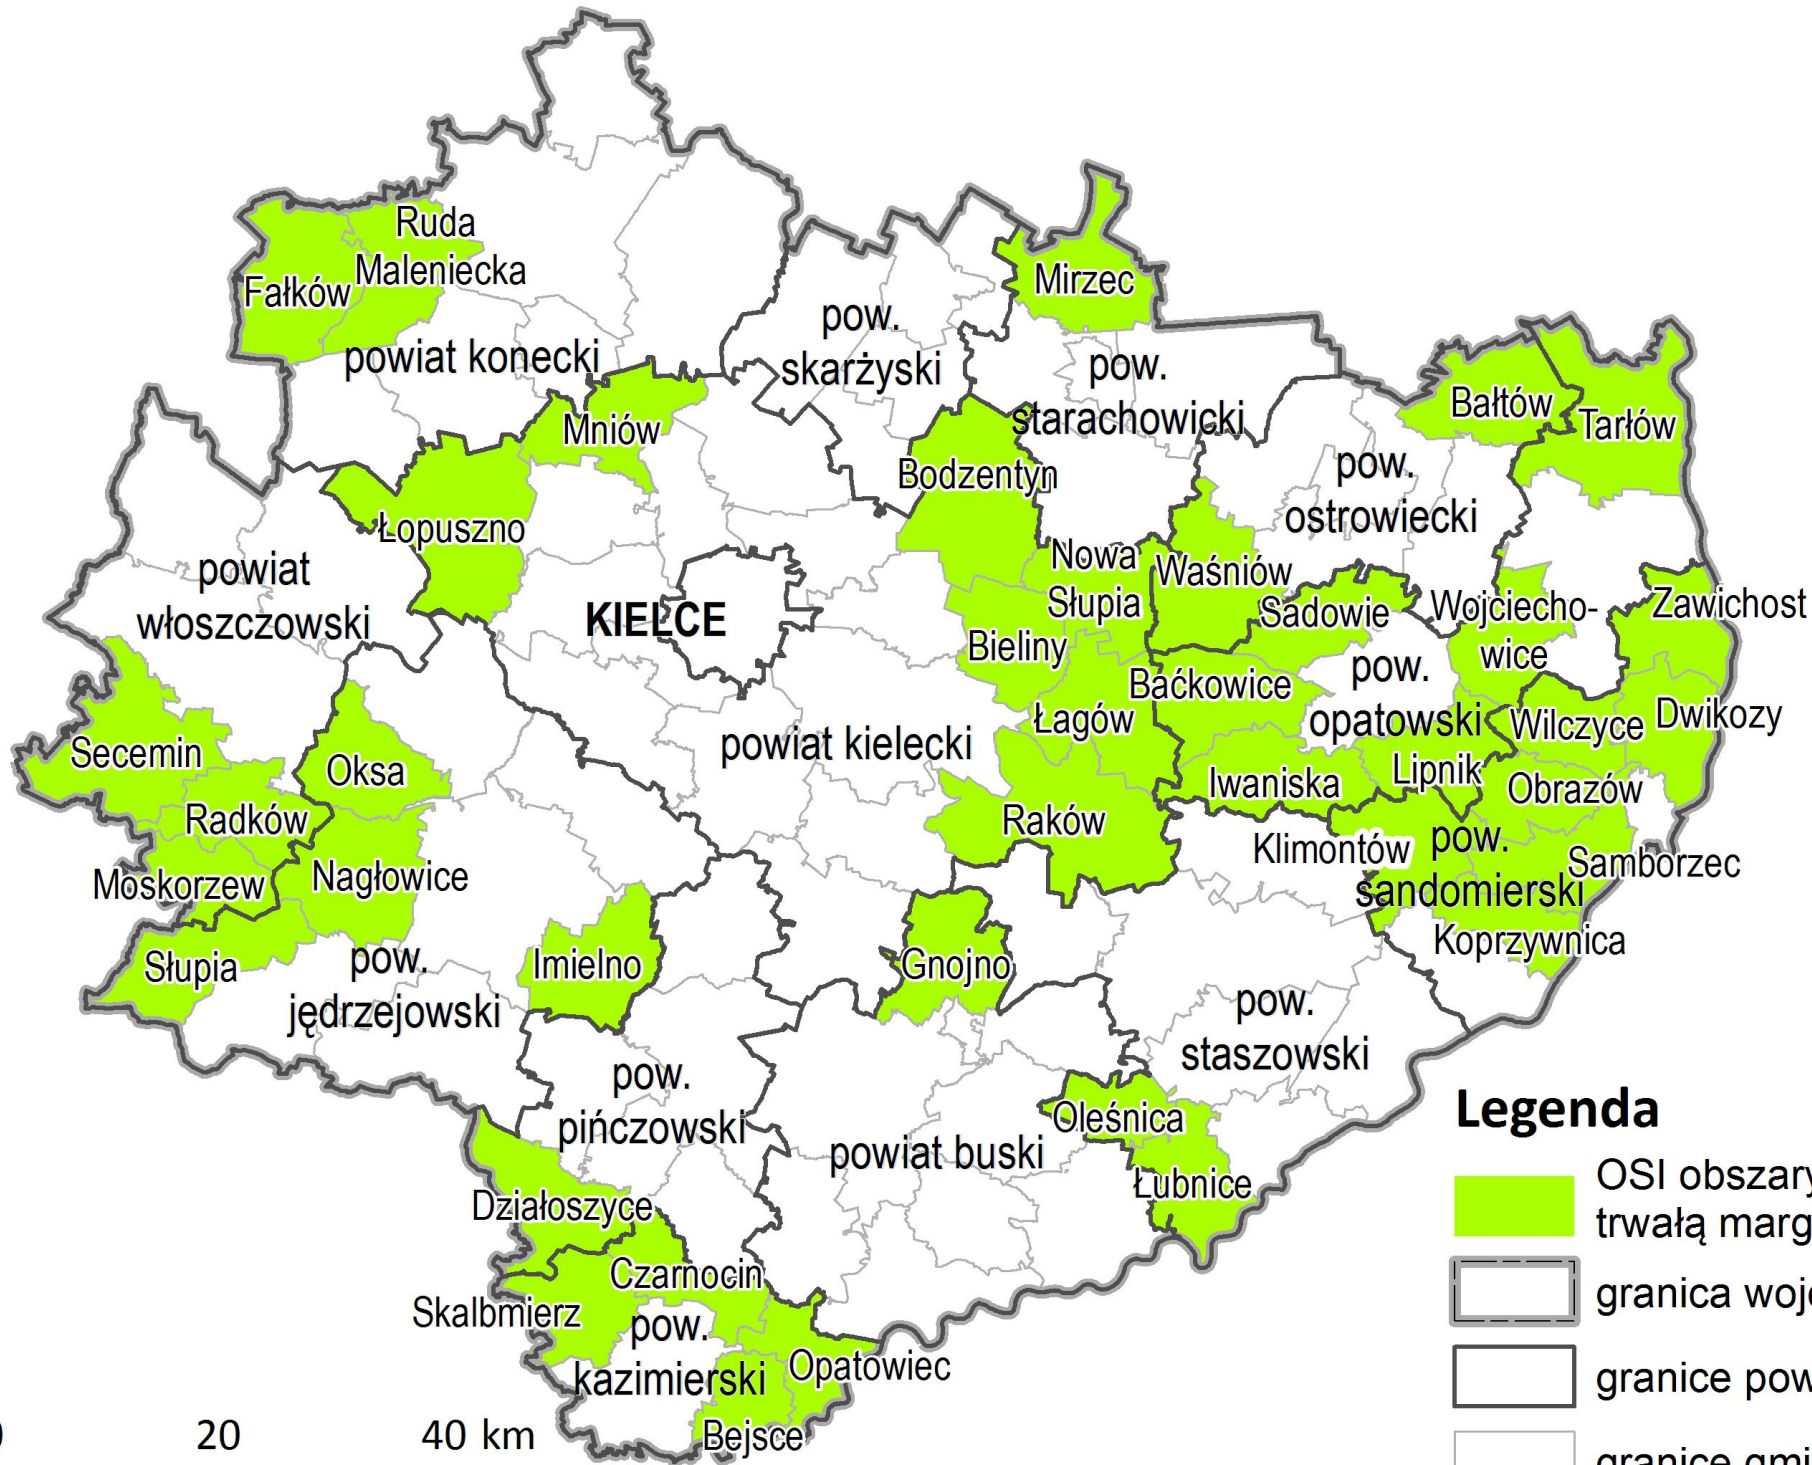 Ruda
Maleniecka
Fałków
powiat konecki
Mniów
pow.
skarżyski
Mirzec
pow.
starachowicki
Bodzentyn
Bałtów
Tarłów
pow.
ostrowiecki
Łopuszno
powiat
włoszczowski
KIELCE
Nowa
Słupia
Waśniów
Sadowie
Wojciecho-
wice
Zawichost
Bieliny
Baćkowice
pow.
opatowski
Wilczyce
Dwikozy
Łagów
powiat kielecki
Secemin
Oksa
Iwaniska
Lipnik
Obrazów
Radków
Raków
Klimontów
pow.
sandomierski
Samborzec
Moskorzew
Nagłowice
Koprzywnica
Słupia
pow.
jędrzejowski
Imielno
Gnojno
pow.
staszowski
pow.
pińczowski
powiat buski
Oleśnica
Łubnice
Działoszyce
Czarnocin
Skalbmierz
pow.
kazimierski
Opatowiec
Bejsce
20
40 km
Legenda
OSI obszary
trwałą marg
granica woje
granice pow
granice gmi